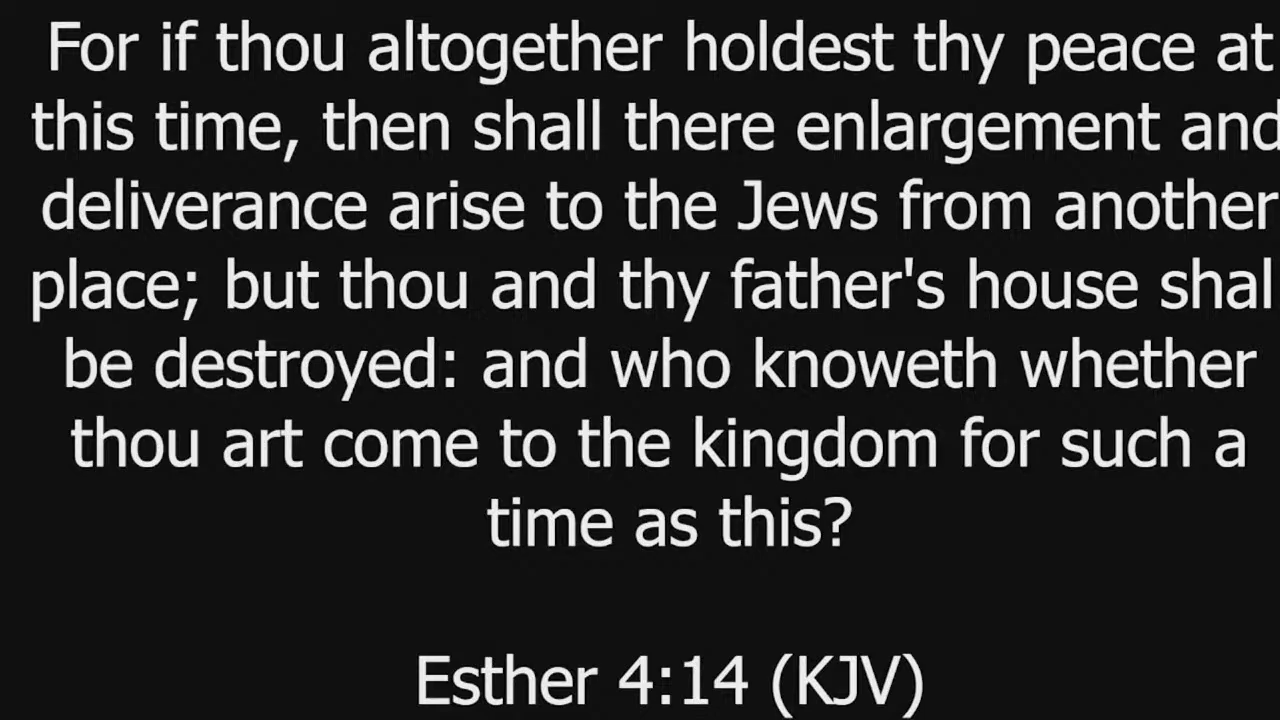 For if thou altogether holdest thy peace at
this time, then shall there enlargement and
deliverance arise to the Jews from another
place; but thou and thy father's house shal
be destroyed: and who knoweth whether
thou art come to the kingdom for such a
time as this?
Esther 4:14 (KJV)